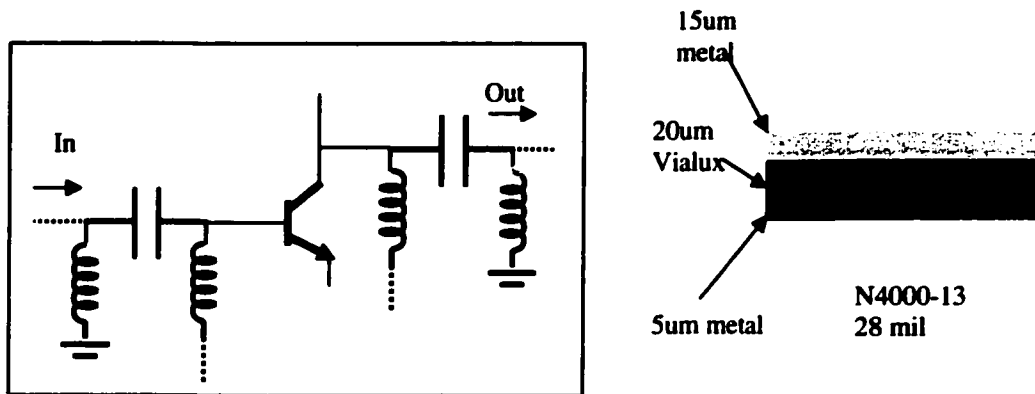 In
Out
15um
metal
20um
Vialux
5um metal
N4000-13
28 mil